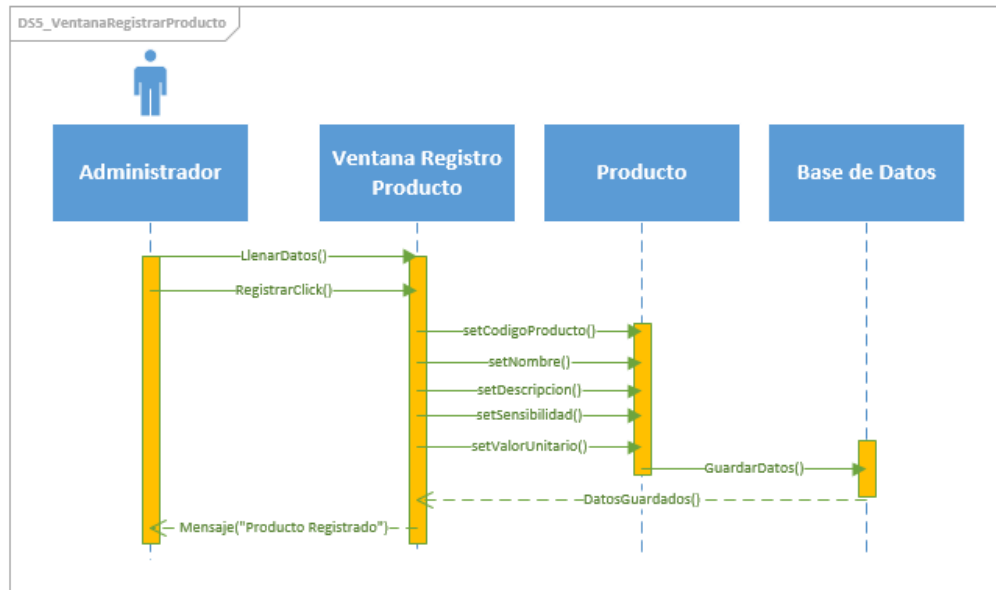 DS5_VentanaRegistrarProducto
Administrador
Ventana Registro
Producto
Producto
Base de Datos
LlenarDatos()
RegistrarClick()
setCodigoProducto()
setNombre()
setDescripcion()
setSensibilidad()
setValorUnitario()
GuardarDatos()
DatosGuardados()
Mensaje("Producto Registrado")